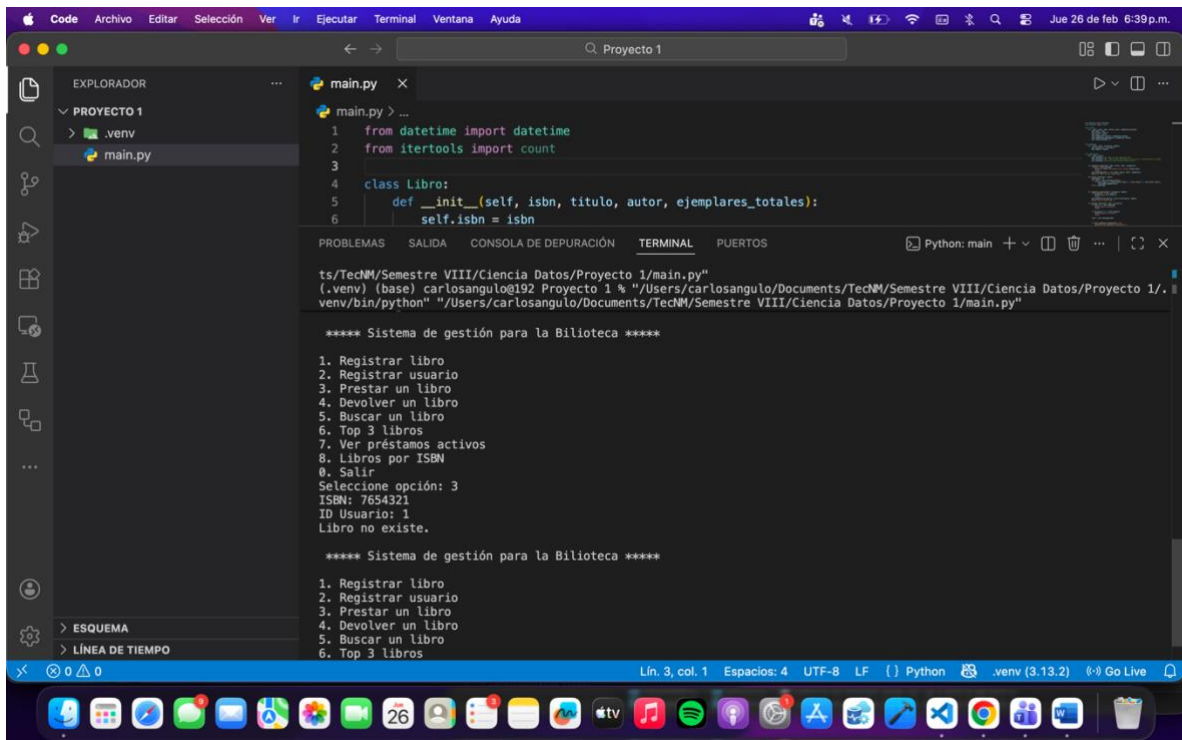 Code Archivo Editar Selección Ver Ir Ejecutar Terminal Ventana Ayuda Jue 26 de feb 6:39 p.m.
Proyecto 1
EXPLORADOR
PROYECTO 1
.venv
main.py
main.py
main.py > ...
1 from datetime import datetime
2 from itertools import count
3
4 class Libro:
5 def __init__(self, isbn, titulo, autor, ejemplares_totales):
6 self.isbn = isbn
PROBLEMAS SALIDA CONSOLA DE DEPURACIÓN TERMINAL PUERTOS Python: main
ts/TecNM/Semestre VIII/Ciencia Datos/Proyecto 1/main.py"
(.venv) (base) carlosangulo@192 Proyecto 1 % "/Users/carlosangulo/Documents/TecNM/Semestre VIII/Ciencia Datos/Proyecto 1/.
venv/bin/python" "/Users/carlosangulo/Documents/TecNM/Semestre VIII/Ciencia Datos/Proyecto 1/main.py"
***** Sistema de gestión para la Bilioteca *****
1. Registrar libro
2. Registrar usuario
3. Prestar un libro
4. Devolver un libro
5. Buscar un libro
6. Top 3 libros
7. Ver préstamos activos
8. Libros por ISBN
0. Salir
Seleccione opción: 3
ISBN: 7654321
ID Usuario: 1
Libro no existe.
***** Sistema de gestión para la Bilioteca *****
1. Registrar libro
2. Registrar usuario
3. Prestar un libro
4. Devolver un libro
5. Buscar un libro
6. Top 3 libros
ESQUEMA
LÍNEA DE TIEMPO
0 0 Lín. 3, col. 1 Espacios: 4 UTF-8 LF {} Python .venv (3.13.2) Go Live
26 tv